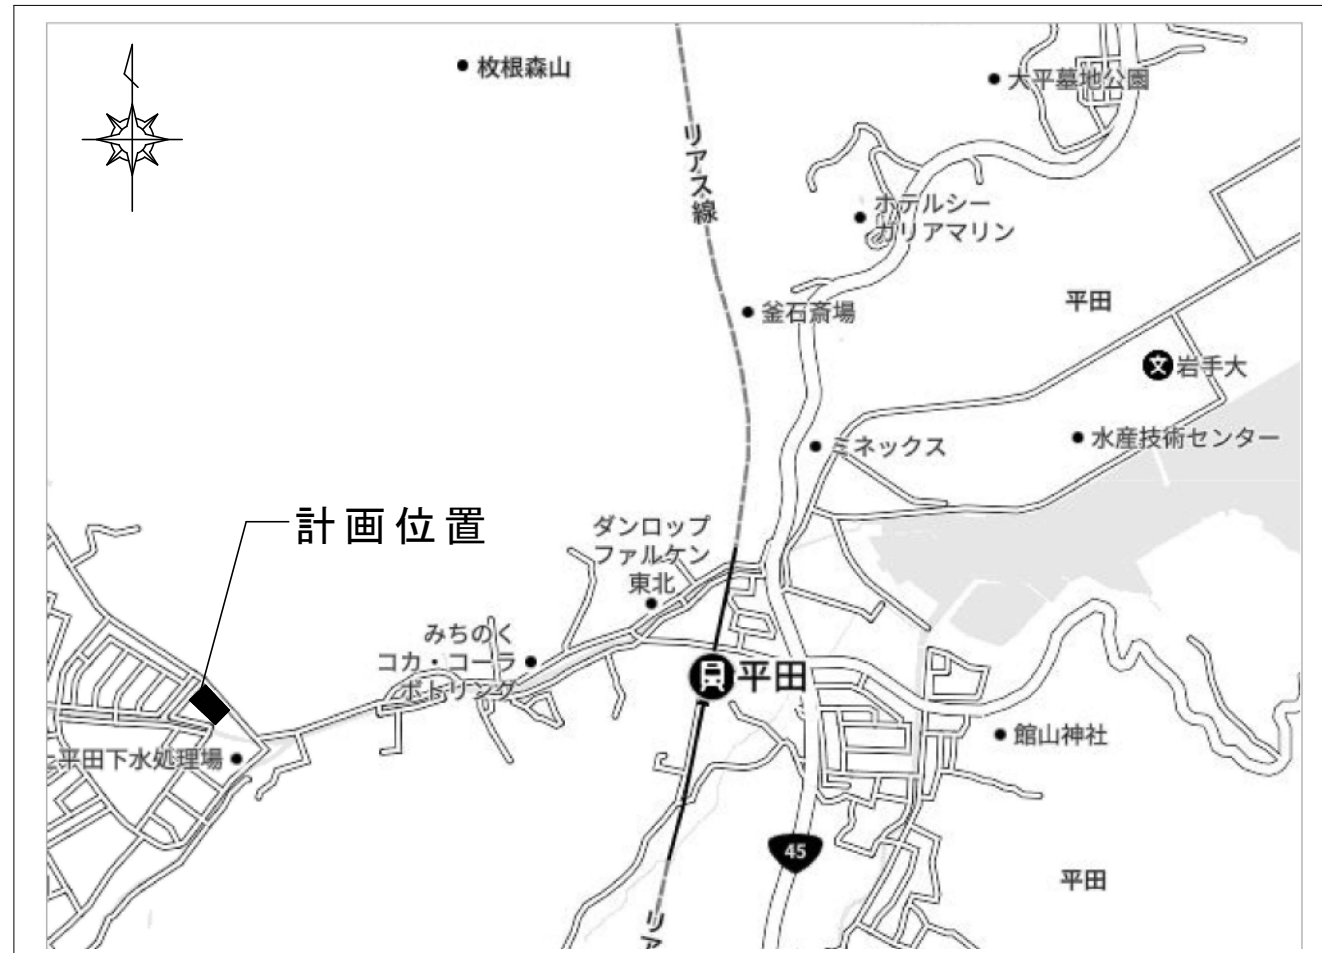 枚根森山
大平墓地公園
リアス線
ホテルシー
ガリアマリン
平田
釜石斎場
岩手大
水産技術センター
ミネックス
計画位置
ダンロップ
ファルケン
東北
みちのく
コカ・コーラ
ボトリング
平田
館山神社
平田下水処理場
45
平田
リア